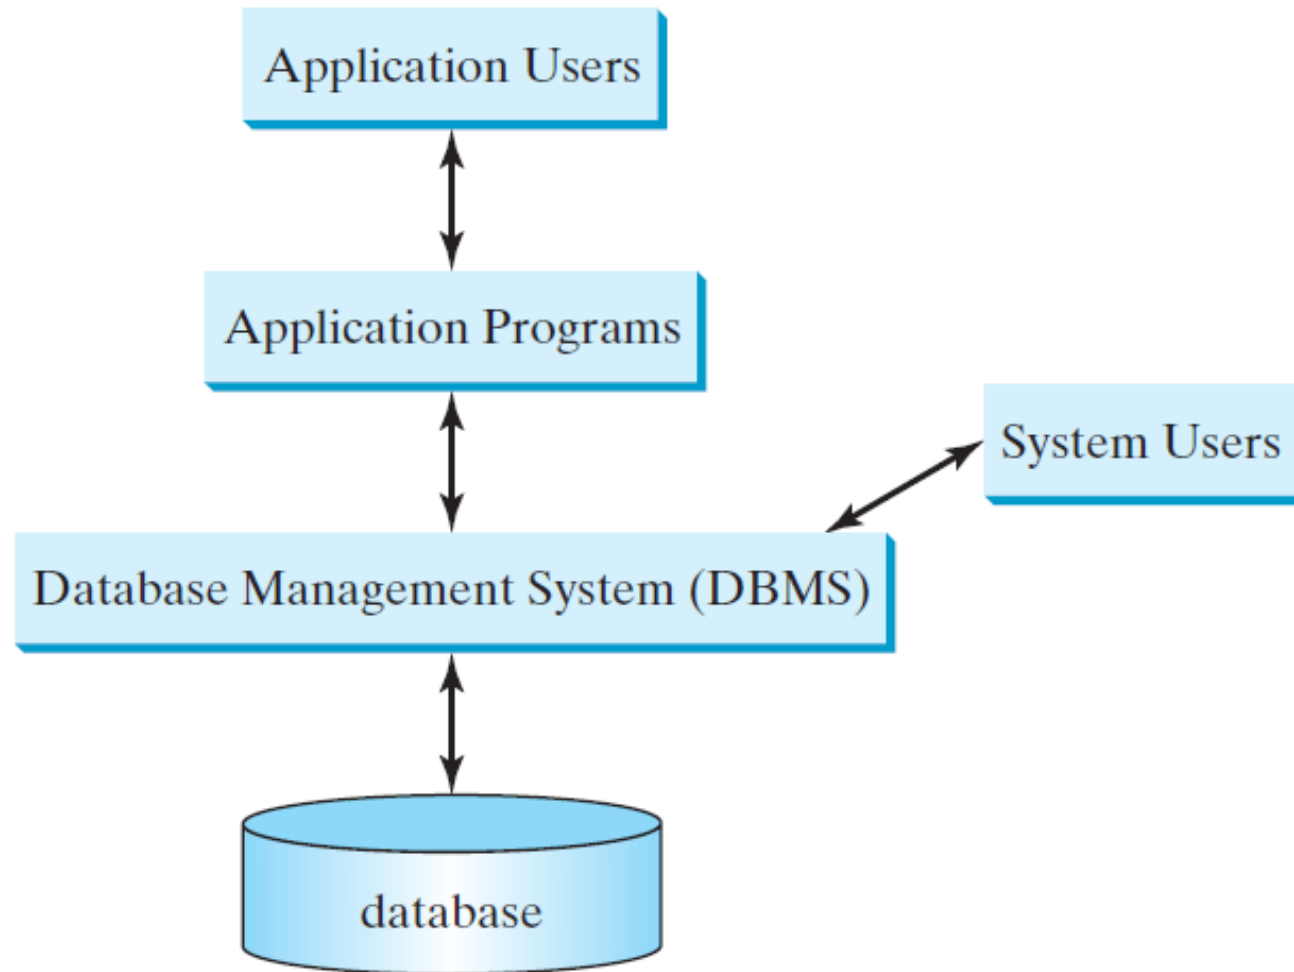 Application Users
Application Programs
System Users
Database Management System (DBMS)
database